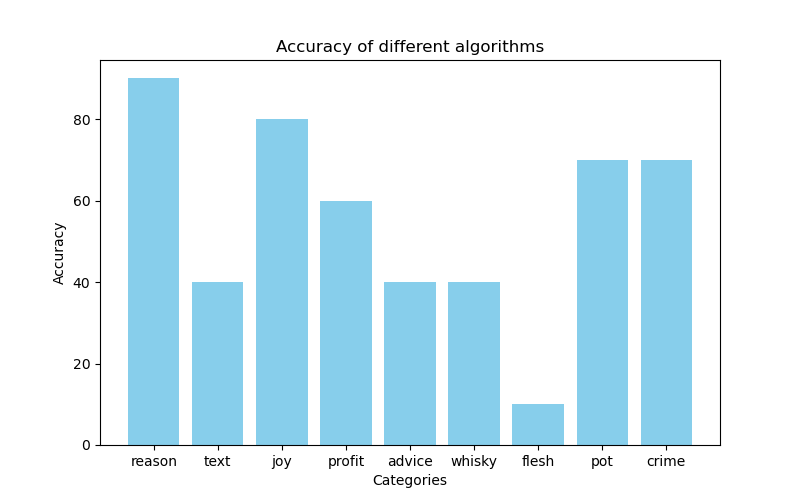 Accuracy of different algorithms
Accuracy
80
60
40
20
0
reason text joy profit advice whisky flesh pot crime
Categories